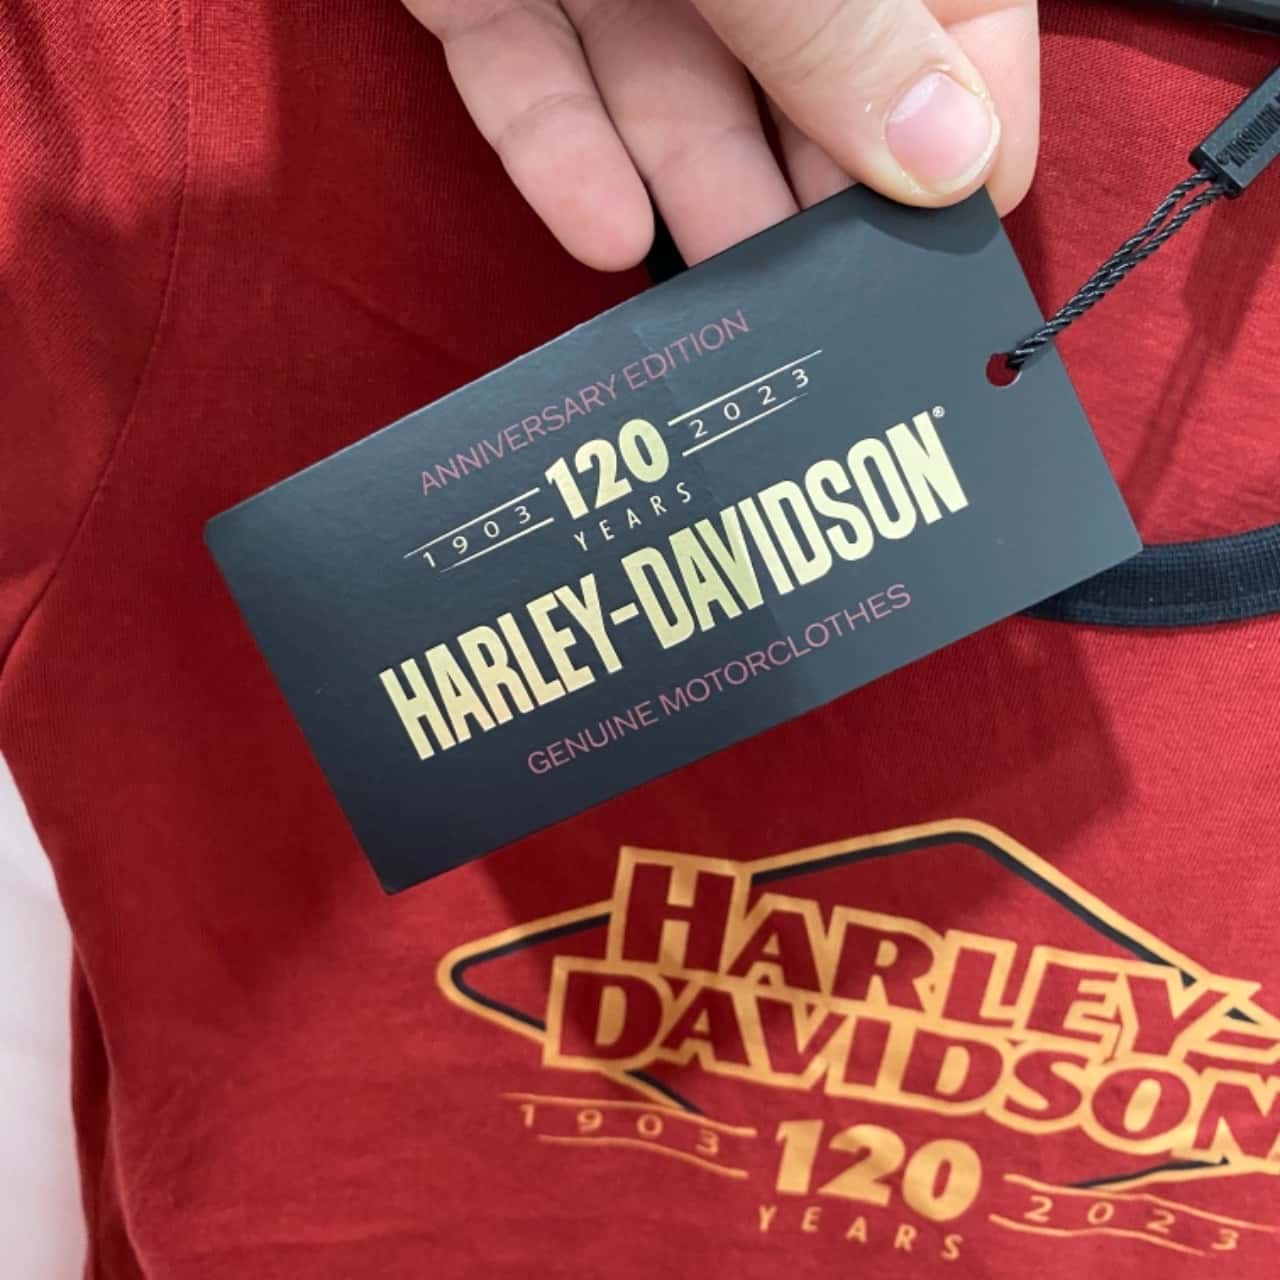 ANNIVERSARY EDITION
1903 120 2023
YEARS
HARLEY-DAVIDSON®
GENUINE MOTORCLOTHES
HARLEY-
DAVIDSON
1903 120 2023
YEARS